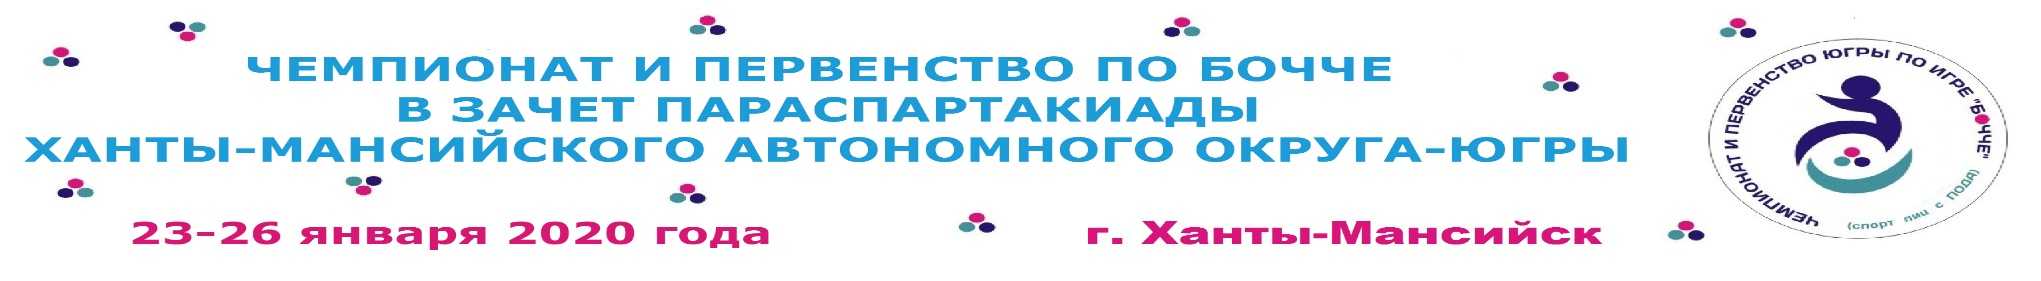 ЧЕМПИОНАТ И ПЕРВЕНСТВО ПО БОЧЧЕ
В ЗАЧЕТ ПАРАСПАРТАКИАДЫ
ХАНТЫ-МАНСИЙСКОГО АВТОНОМНОГО ОКРУГА-ЮГРЫ
23-26 января 2020 года
г. Ханты-Мансийск
ЧЕМПИОНАТ И ПЕРВЕНСТВО ЮГРЫ ПО ИГРЕ "БОЧЧЕ"
(спорт лиц с ПОДА)